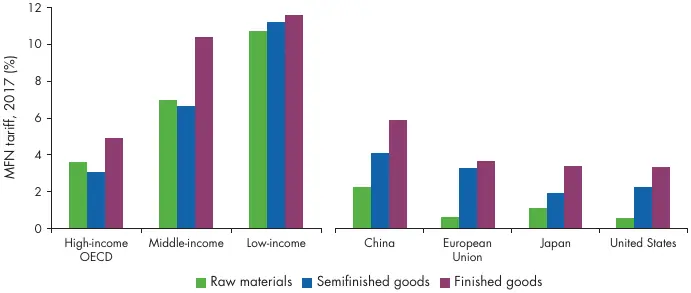 MFN tariff, 2017 (%)
12
10
8
6
4
2
0
High-income
OECD
Middle-income
Low-income
China
European
Union
Japan
United States
Raw materials
Semifinished goods
Finished goods